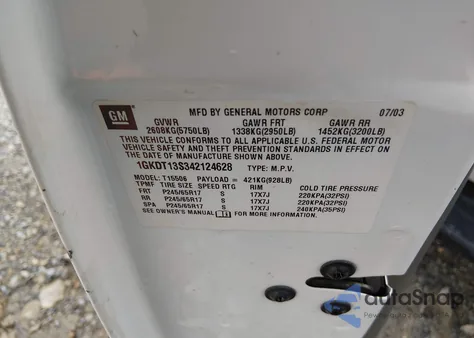 GM
MFD BY GENERAL MOTORS CORP 07/03
GVWR GAWR FRT GAWR RR
2608KG(5750LB) 1338KG(2950LB) 1452KG(3200LB)
THIS VEHICLE CONFORMS TO ALL APPLICABLE U.S. FEDERAL MOTOR
VEHICLE SAFETY AND THEFT PREVENTION STANDARDS IN EFFECT ON
THE DATE OF MANUFACTURE SHOWN ABOVE.
1GKDT13S342124628 TYPE: M.P.V.
MODEL: T15506 PAYLOAD = 421KG(928LB)
TPMF TIRE SIZE SPEED RTG RIM COLD TIRE PRESSURE
FRT P245/65R17 S 17X7J 220KPA(32PSI)
RR P245/65R17 S 17X7J 220KPA(32PSI)
SPA P245/65R17 S 17X7J 240KPA(35PSI)
SEE OWNER'S MANUAL FOR MORE INFORMATION.
autoSnap